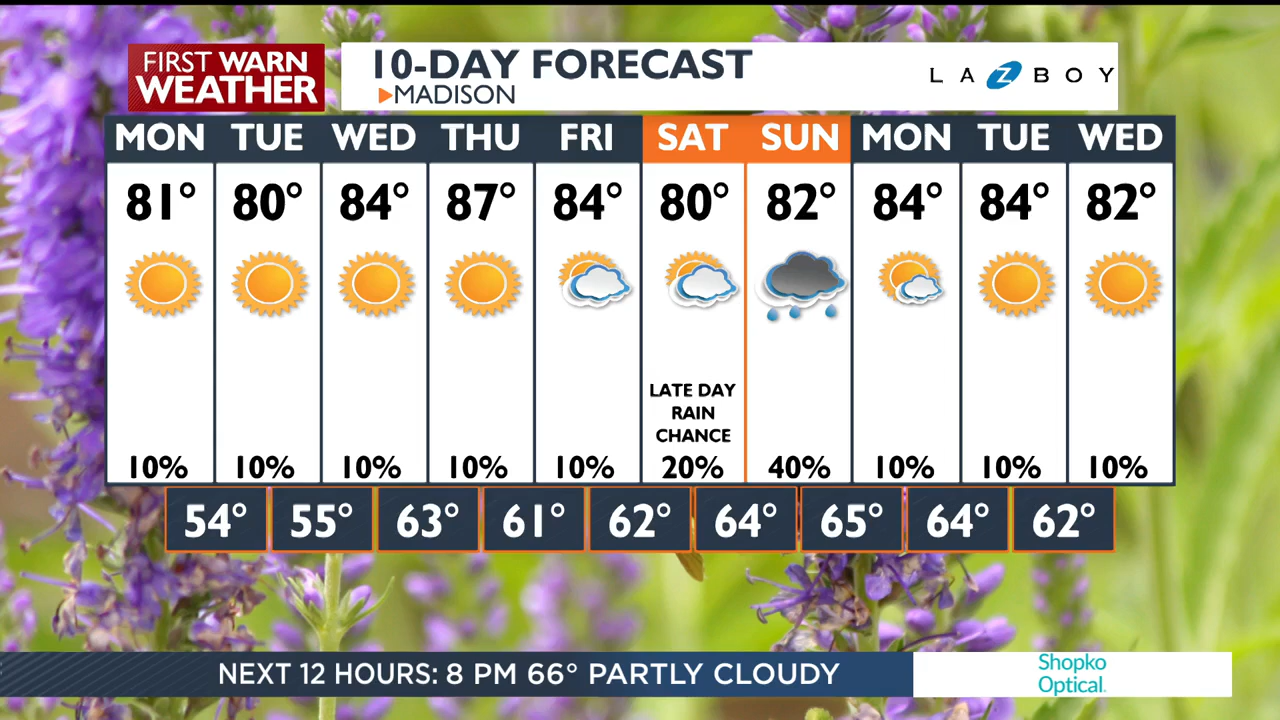 FIRST WARN
WEATHER
10-DAY FORECAST
MADISON
LA Z BOY
MON TUE WED THU FRI SAT SUN MON TUE WED
81° 80° 84° 87° 84° 80° 82° 84° 84° 82°
LATE DAY
RAIN
CHANCE
10% 10% 10% 10% 10% 20% 40% 10% 10% 10%
54° 55° 63° 61° 62° 64° 65° 64° 62°
NEXT 12 HOURS: 8 PM 66° PARTLY CLOUDY
Shopko
Optical.